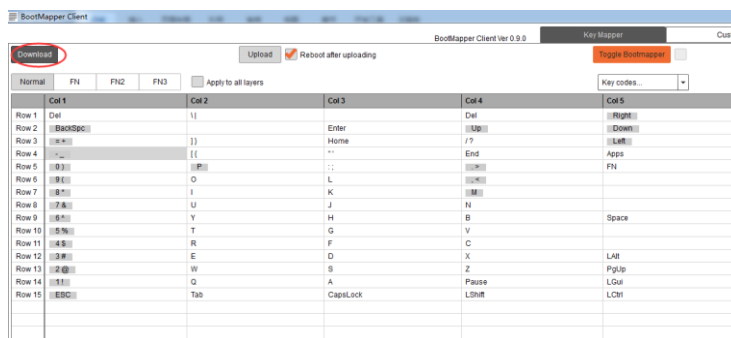 BootMapper Client
BootMapper Client Ver 0.9.0 Key Mapper Cus
Download Upload Reboot after uploading Toggle Bootmapper
Normal FN FN2 FN3 Apply to all layers Key codes...
Col 1 Col 2 Col 3 Col 4 Col 5
Row 1 Del \ | Del Right
Row 2 BackSpc Enter Up Down
Row 3 = + ] } Home / ? Left
Row 4 - _ [ { ' " End Apps
Row 5 0 ) P ; : . > FN
Row 6 9 ( O L , <
Row 7 8 * I K M
Row 8 7 & U J N
Row 9 6 ^ Y H B Space
Row 10 5 % T G V
Row 11 4 $ R F C
Row 12 3 # E D X LAlt
Row 13 2 @ W S Z PgUp
Row 14 1 ! Q A Pause LGui
Row 15 ESC Tab CapsLock LShift LCtrl